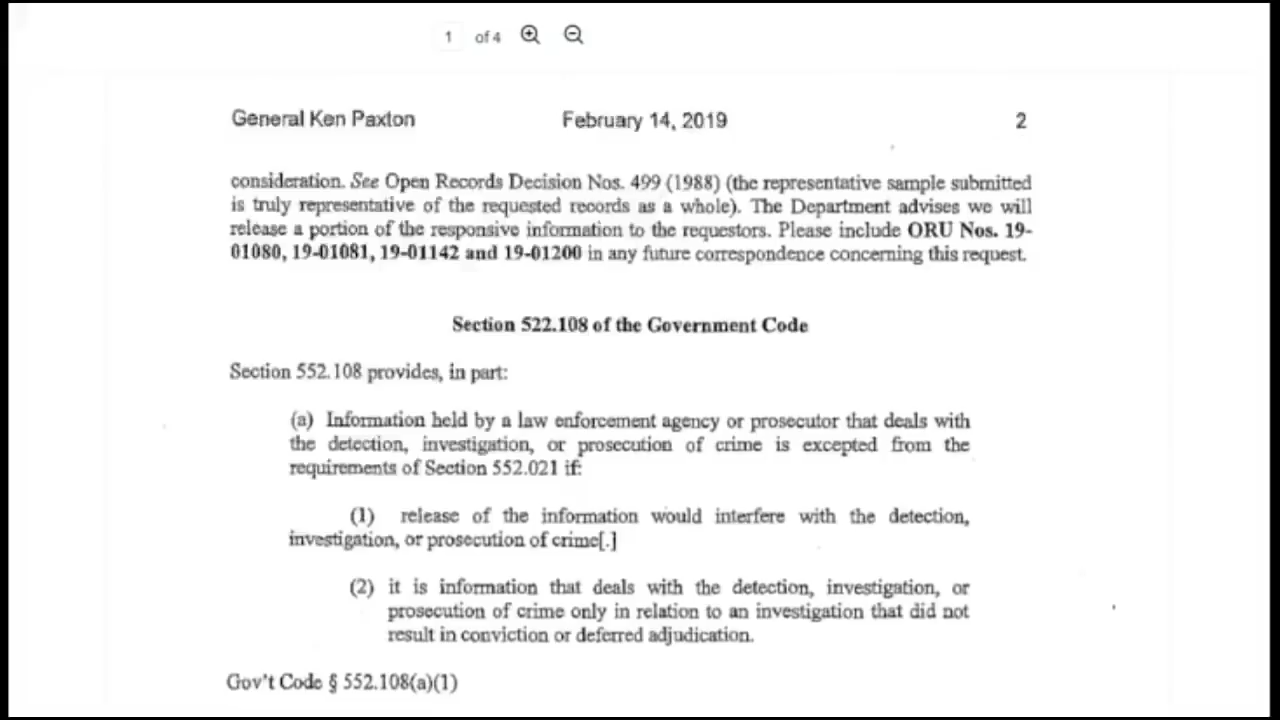 1 of 4
General Ken Paxton February 14, 2019 2
consideration. See Open Records Decision Nos. 499 (1988) (the representative sample submitted
is truly representative of the requested records as a whole). The Department advises we will
release a portion of the responsive information to the requestors. Please include ORU Nos. 19-
01080, 19-01081, 19-01142 and 19-01200 in any future correspondence concerning this request.
Section 522.108 of the Government Code
Section 552.108 provides, in part:
(a) Information held by a law enforcement agency or prosecutor that deals with
the detection, investigation, or prosecution of crime is excepted from the
requirements of Section 552.021 if:
(1) release of the information would interfere with the detection,
investigation, or prosecution of crime[.]
(2) it is information that deals with the detection, investigation, or
prosecution of crime only in relation to an investigation that did not
result in conviction or deferred adjudication.
Gov't Code § 552.108(a)(1)